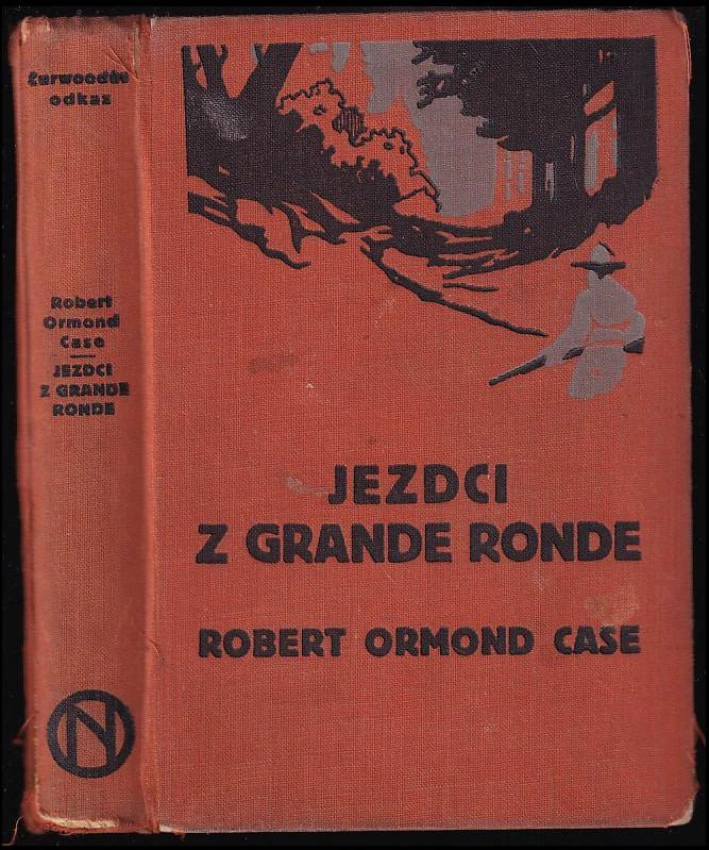 Curwoodův
odkaz
Robert
Ormond
Case
JEZDCI
Z GRANDE
RONDE
N
JEZDCI
Z GRANDE RONDE
ROBERT ORMOND CASE